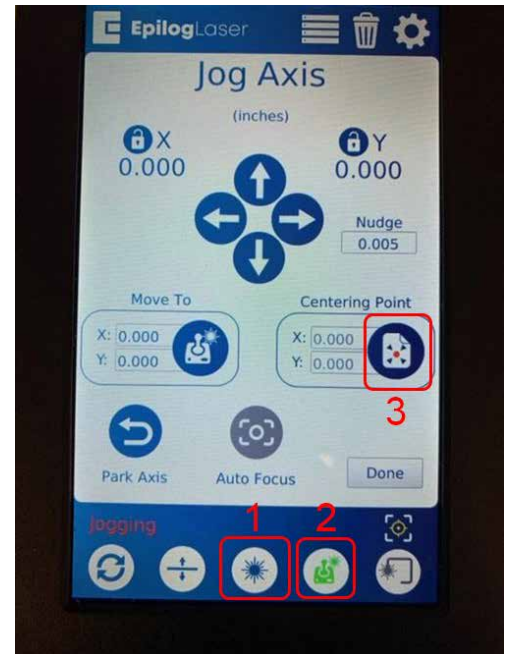 EpilogLaser
Jog Axis
(inches)
X
0.000
Y
0.000
Nudge
0.005
Move To
X: 0.000
Y: 0.000
Centering Point
X: 0.000
Y: 0.000
3
Park Axis
Auto Focus
Done
Jogging
1
2